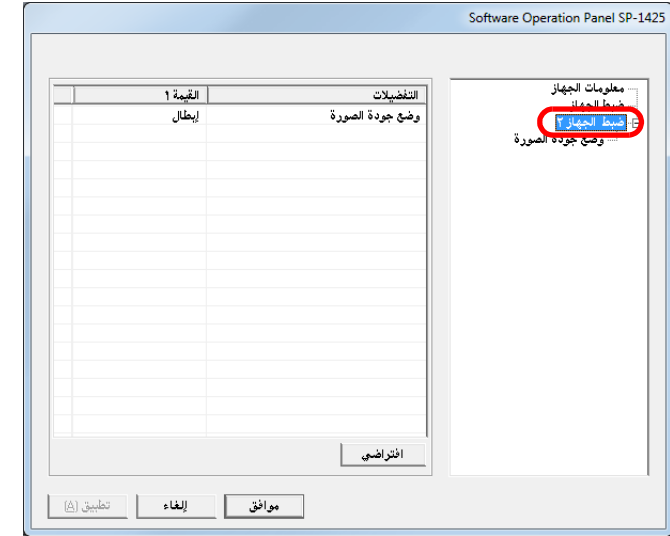 Software Operation Panel SP-1425
معلومات الجهاز
ضبط الجهاز
ضبط الجهاز ٢
وضع جودة الصورة
التفضيلات القيمة ١
وضع جودة الصورة إبطال
افتراضي
موافق إلغاء تطبيق (A)